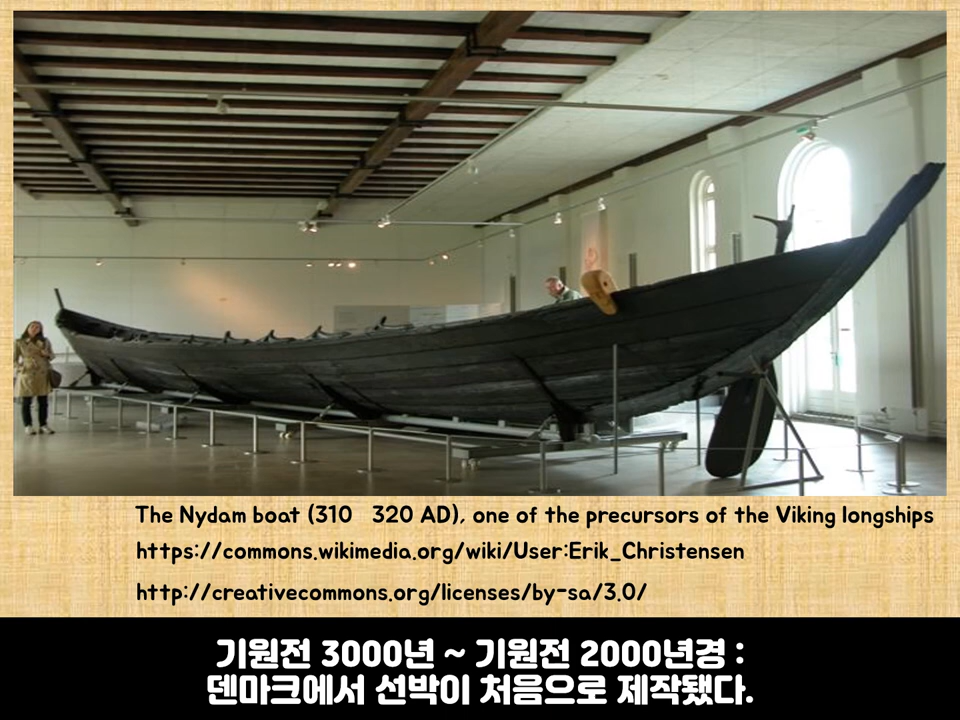 The Nydam boat (310   320 AD), one of the precursors of the Viking longships
https://commons.wikimedia.org/wiki/User:Erik_Christensen
http://creativecommons.org/licenses/by-sa/3.0/
기원전 3000년 ~ 기원전 2000년경 :
덴마크에서 선박이 처음으로 제작됐다.